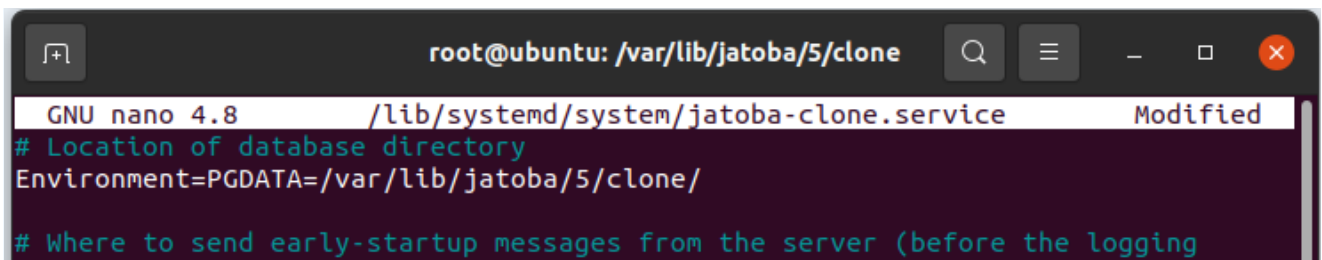 root@ubuntu: /var/lib/jatoba/5/clone
GNU nano 4.8 /lib/systemd/system/jatoba-clone.service Modified
# Location of database directory
Environment=PGDATA=/var/lib/jatoba/5/clone/
# Where to send early-startup messages from the server (before the logging